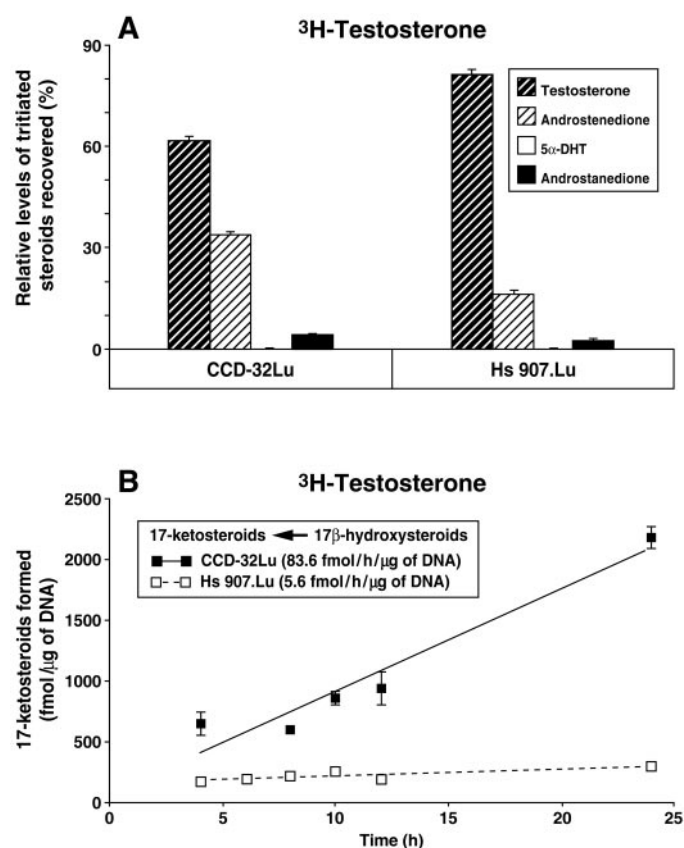 A
³H-Testosterone
Relative levels of tritiated
steroids recovered (%)
90
60
30
0
Testosterone
Androstenedione
5α-DHT
Androstanedione
CCD-32Lu
Hs 907.Lu
B
³H-Testosterone
17-ketosteroids formed
(fmol/µg of DNA)
2500
2000
1500
1000
500
0
17-ketosteroids ← 17β-hydroxysteroids
CCD-32Lu (83.6 fmol/h/µg of DNA)
Hs 907.Lu (5.6 fmol/h/µg of DNA)
0 5 10 15 20 25
Time (h)